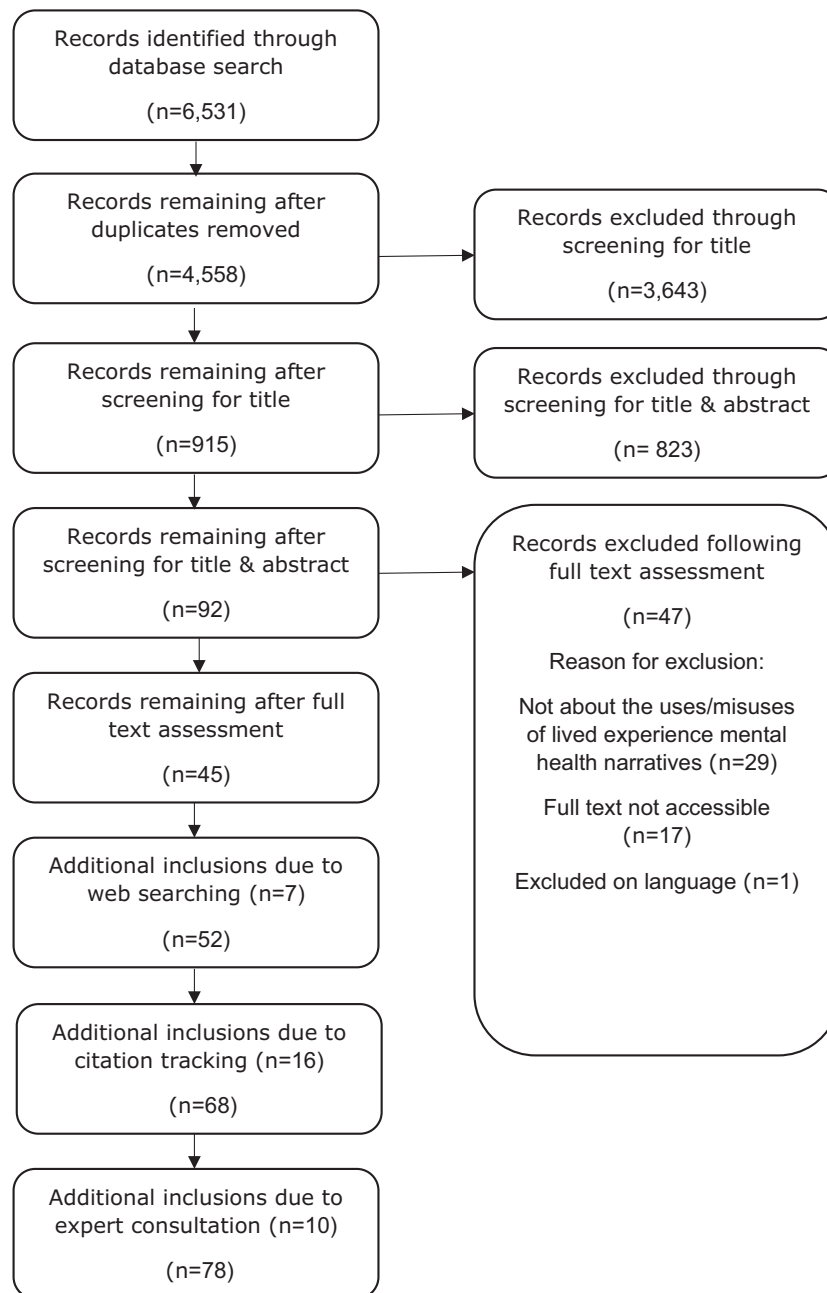 Records identified through
database search
(n=6,531)
Records remaining after
duplicates removed
(n=4,558)
Records excluded through
screening for title
(n=3,643)
Records remaining after
screening for title
(n=915)
Records excluded through
screening for title & abstract
(n= 823)
Records remaining after
screening for title & abstract
(n=92)
Records excluded following
full text assessment
(n=47)
Reason for exclusion:
Not about the uses/misuses
of lived experience mental
health narratives (n=29)
Full text not accessible
(n=17)
Excluded on language (n=1)
Records remaining after full
text assessment
(n=45)
Additional inclusions due to
web searching (n=7)
(n=52)
Additional inclusions due to
citation tracking (n=16)
(n=68)
Additional inclusions due to
expert consultation (n=10)
(n=78)